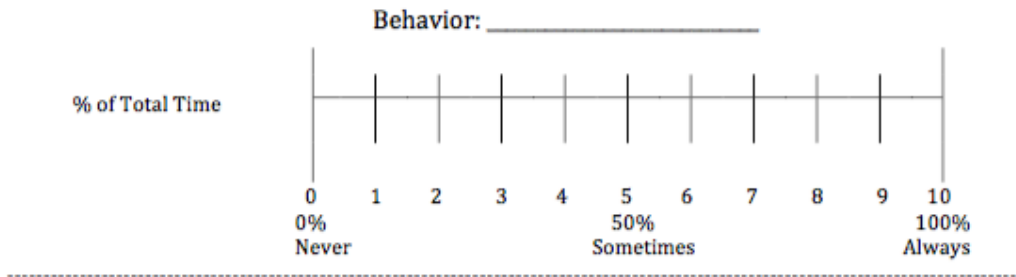 Behavior: ____________________________
% of Total Time
0 1 2 3 4 5 6 7 8 9 10
0% 50% 100%
Never Sometimes Always